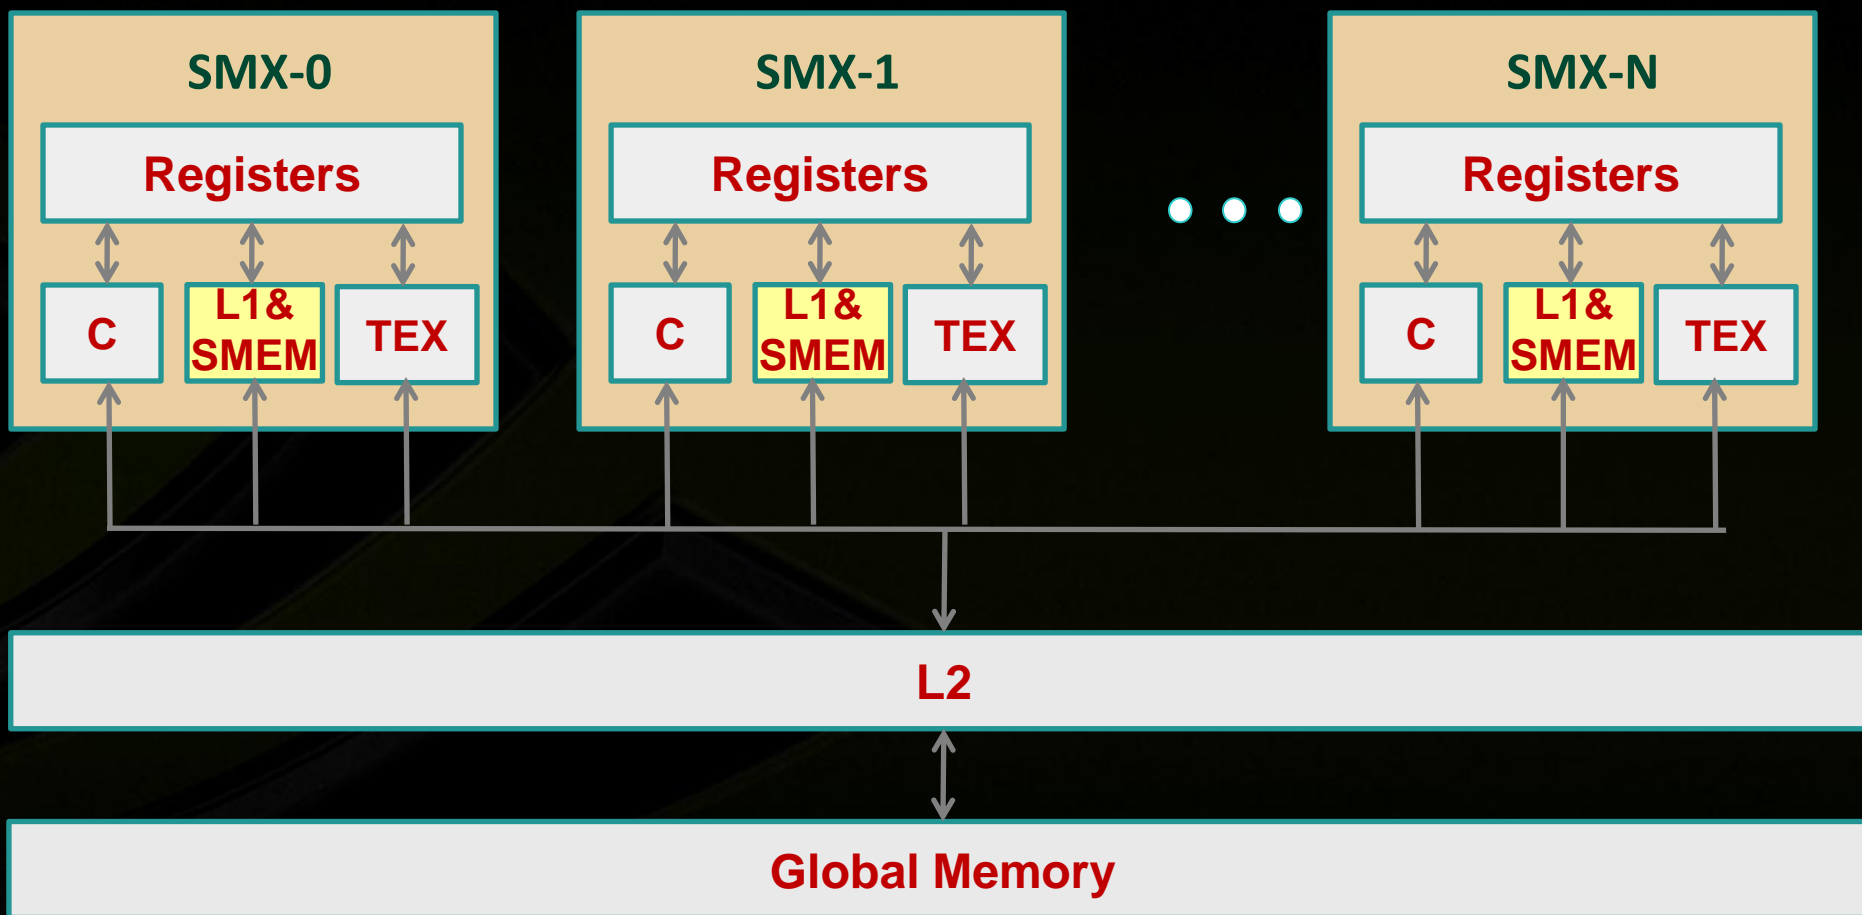 SMX-0
SMX-1
SMX-N
Registers
Registers
Registers
C
L1&
SMEM
TEX
C
L1&
SMEM
TEX
C
L1&
SMEM
TEX
L2
Global Memory